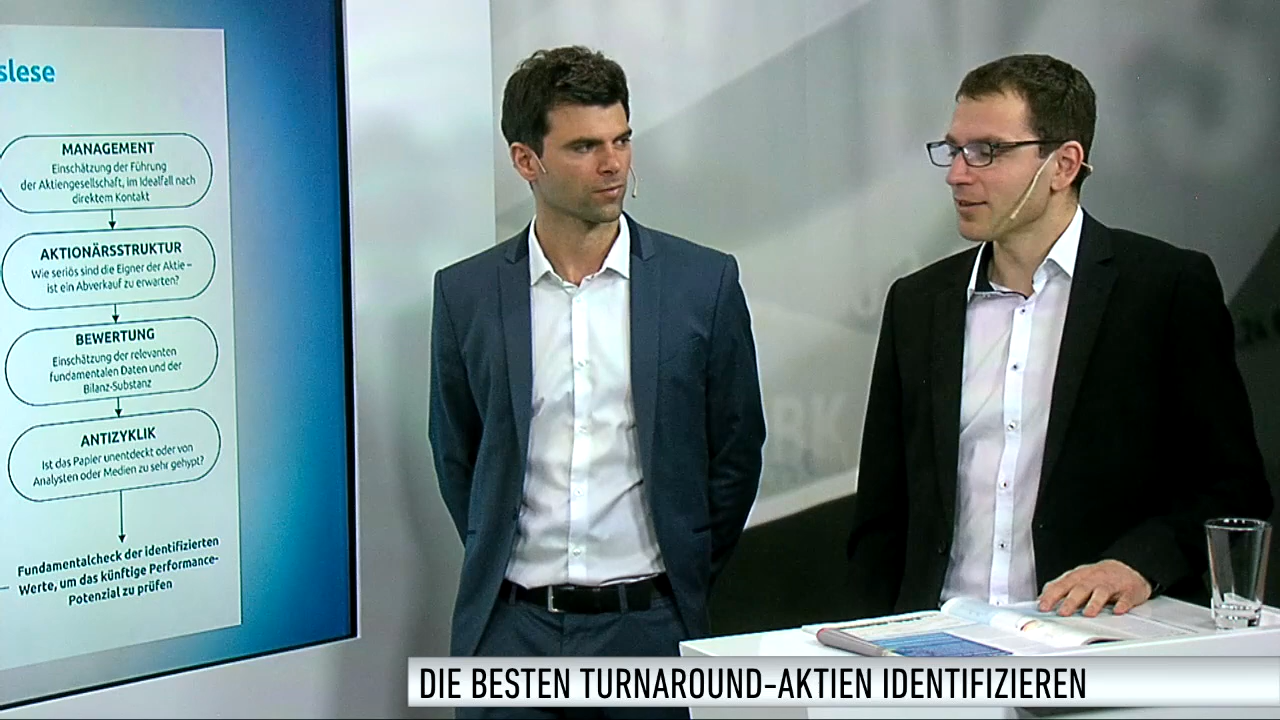 slese
MANAGEMENT
Einschätzung der Führung
der Aktiengesellschaft, im Idealfall nach
direktem Kontakt
AKTIONÄRSSTRUKTUR
Wie seriös sind die Eigner der Aktie –
ist ein Abverkauf zu erwarten?
BEWERTUNG
Einschätzung der relevanten
fundamentalen Daten und der
Bilanz-Substanz
ANTIZYKLIK
Ist das Papier unentdeckt oder von
Analysten oder Medien zu sehr gehypt?
Fundamentalcheck der identifizierten
Werte, um das künftige Performance-
Potenzial zu prüfen
DIE BESTEN TURNAROUND-AKTIEN IDENTIFIZIEREN